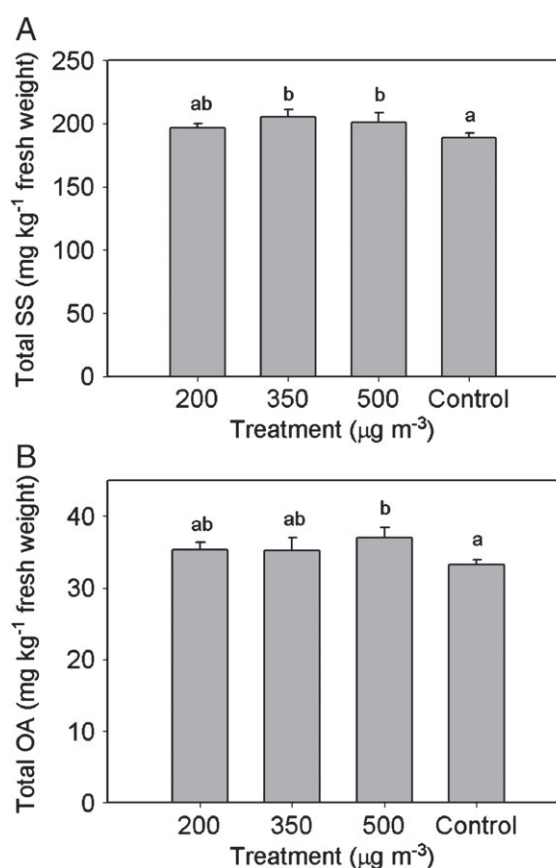 A
250
200
150
100
50
0
Total SS (mg kg⁻¹ fresh weight)
ab b b a
200 350 500 Control
Treatment (µg m⁻³)
B
40
30
20
10
0
Total OA (mg kg⁻¹ fresh weight)
ab ab b a
200 350 500 Control
Treatment (µg m⁻³)